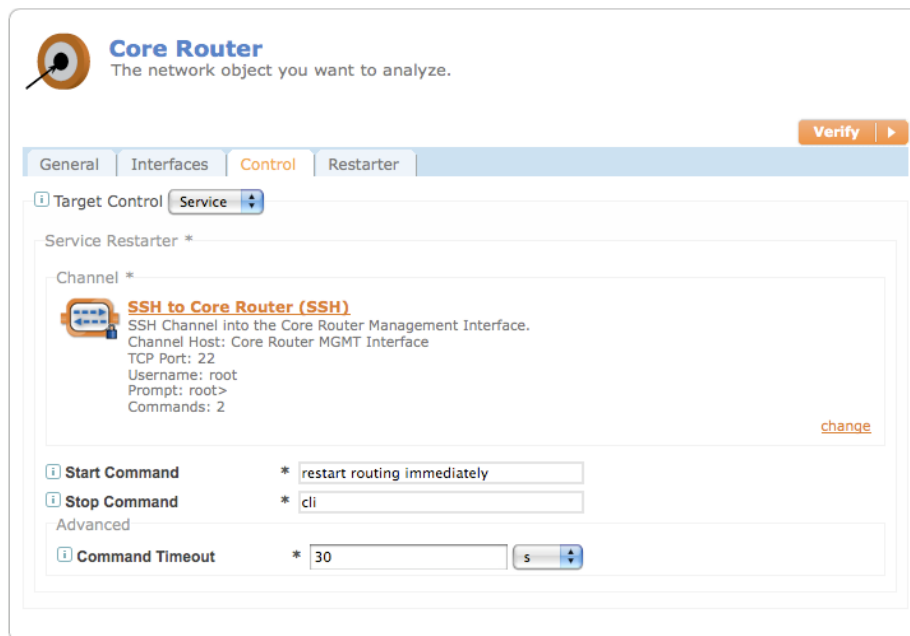 Core Router
The network object you want to analyze.
Verify
General Interfaces Control Restarter
i Target Control Service
Service Restarter *
Channel *
SSH to Core Router (SSH)
SSH Channel into the Core Router Management Interface.
Channel Host: Core Router MGMT Interface
TCP Port: 22
Username: root
Prompt: root>
Commands: 2
change
i Start Command * restart routing immediately
i Stop Command * cli
Advanced
i Command Timeout * 30 s